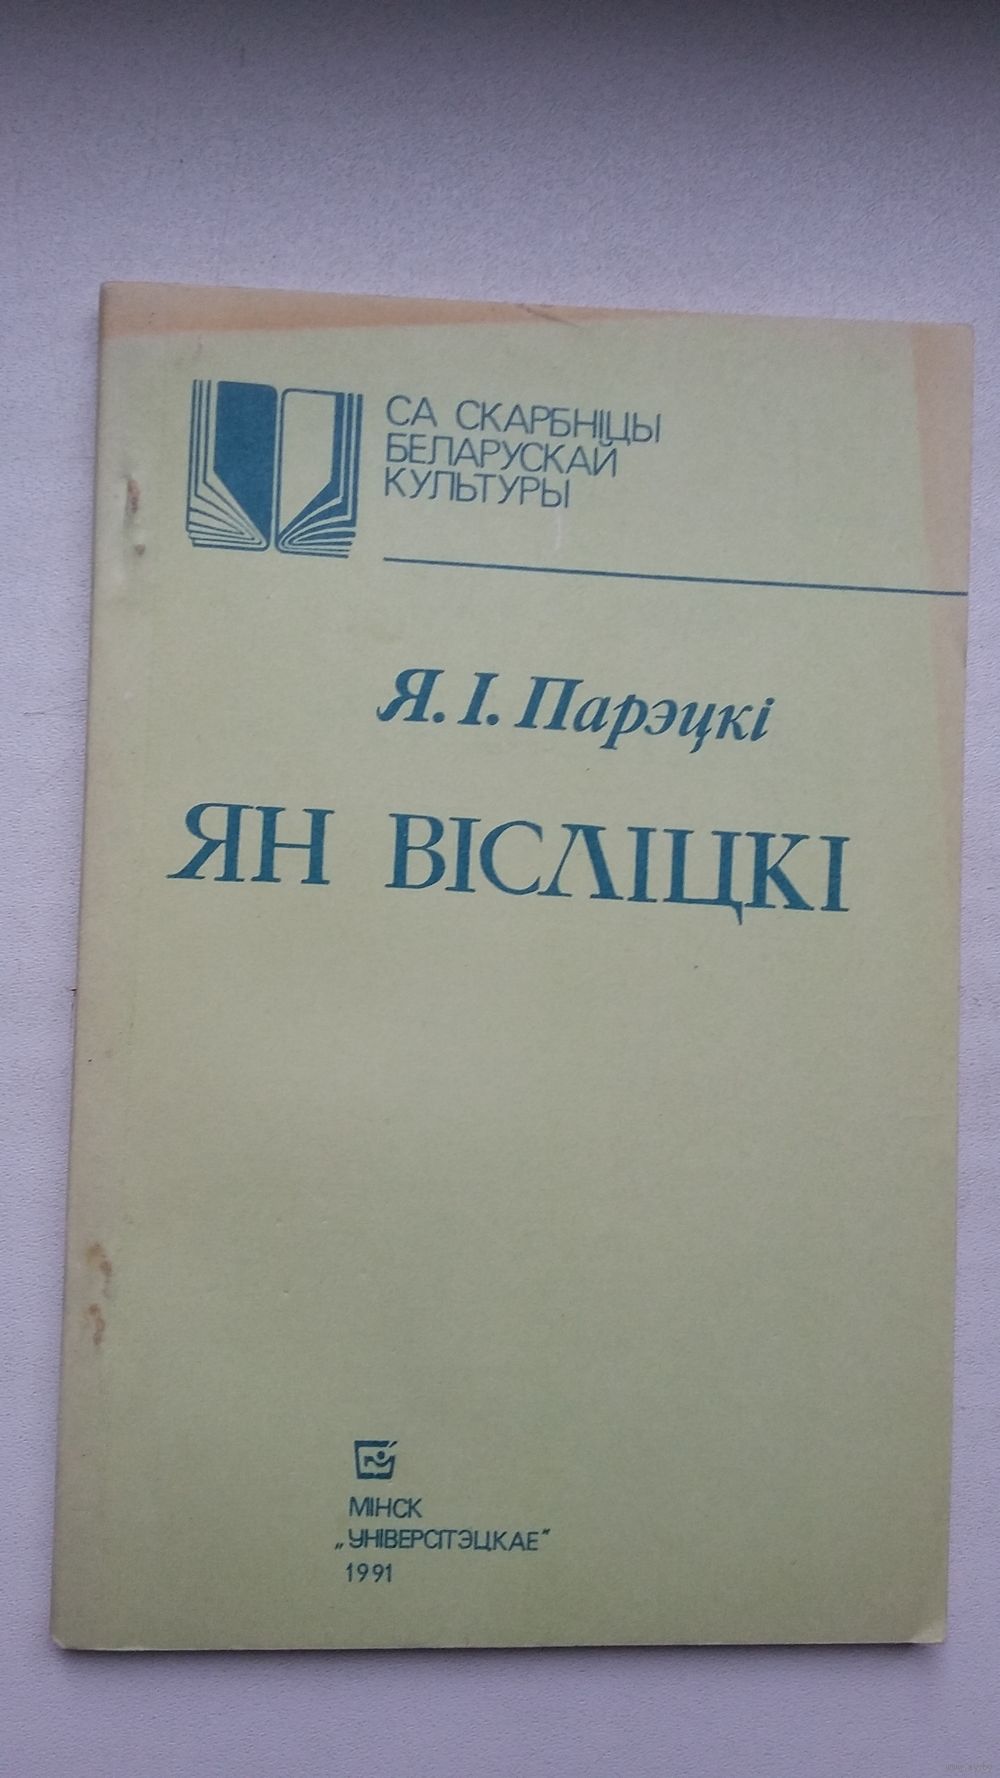 СА СКАРБНІЦЫ
БЕЛАРУСКАЙ
КУЛЬТУРЫ
Я. І. Парэцкі
ЯН ВІСЛІЦКІ
МІНСК
„УНІВЕРСІТЭЦКАЕ"
1991